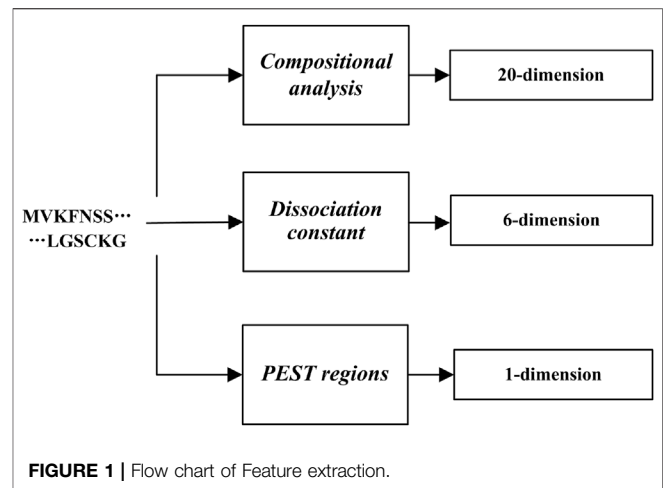 Compositional
analysis
20-dimension
MVKFNSS···
···LGSCKG
Dissociation
constant
6-dimension
PEST regions
1-dimension
FIGURE 1 | Flow chart of Feature extraction.